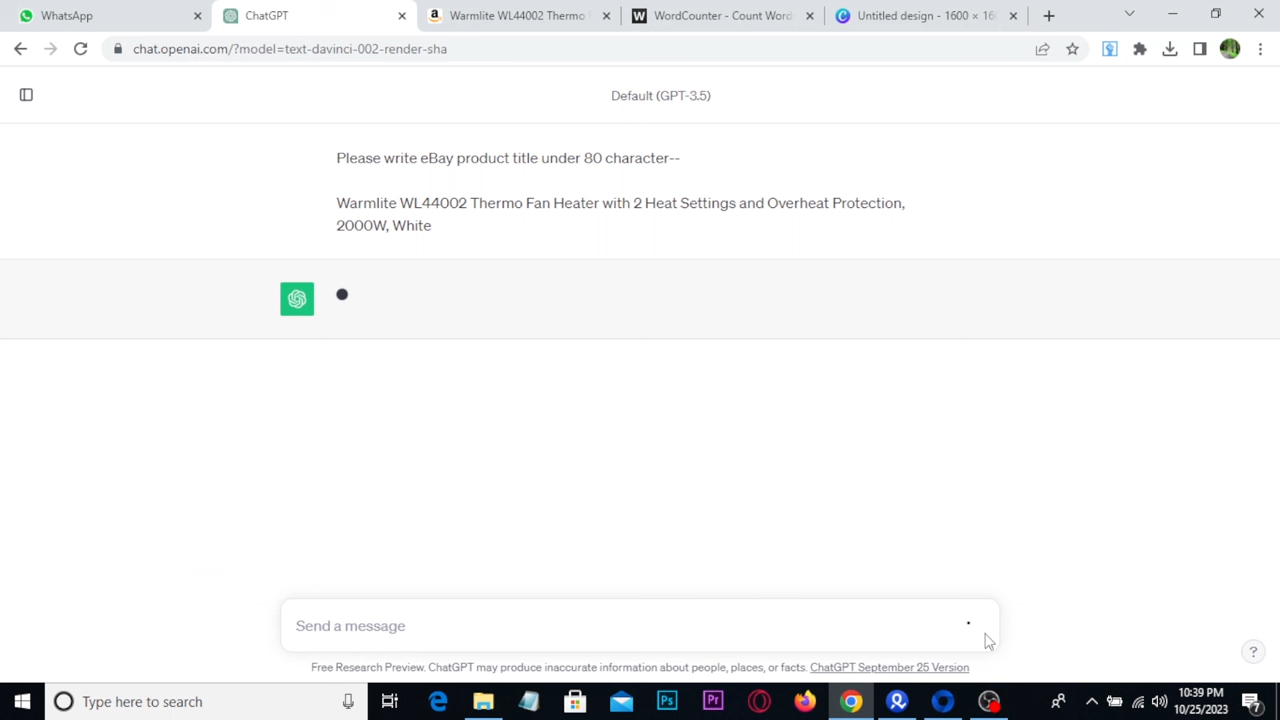 WhatsApp
ChatGPT
Warmlite WL44002 Thermo F
WordCounter - Count Word
Untitled design - 1600 × 16
chat.openai.com/?model=text-davinci-002-render-sha
Default (GPT-3.5)
Please write eBay product title under 80 character--
Warmlite WL44002 Thermo Fan Heater with 2 Heat Settings and Overheat Protection,
2000W, White
Send a message
Free Research Preview. ChatGPT may produce inaccurate information about people, places, or facts. ChatGPT September 25 Version
?
Type here to search
Ps
Pr
10:39 PM
10/25/2023
7